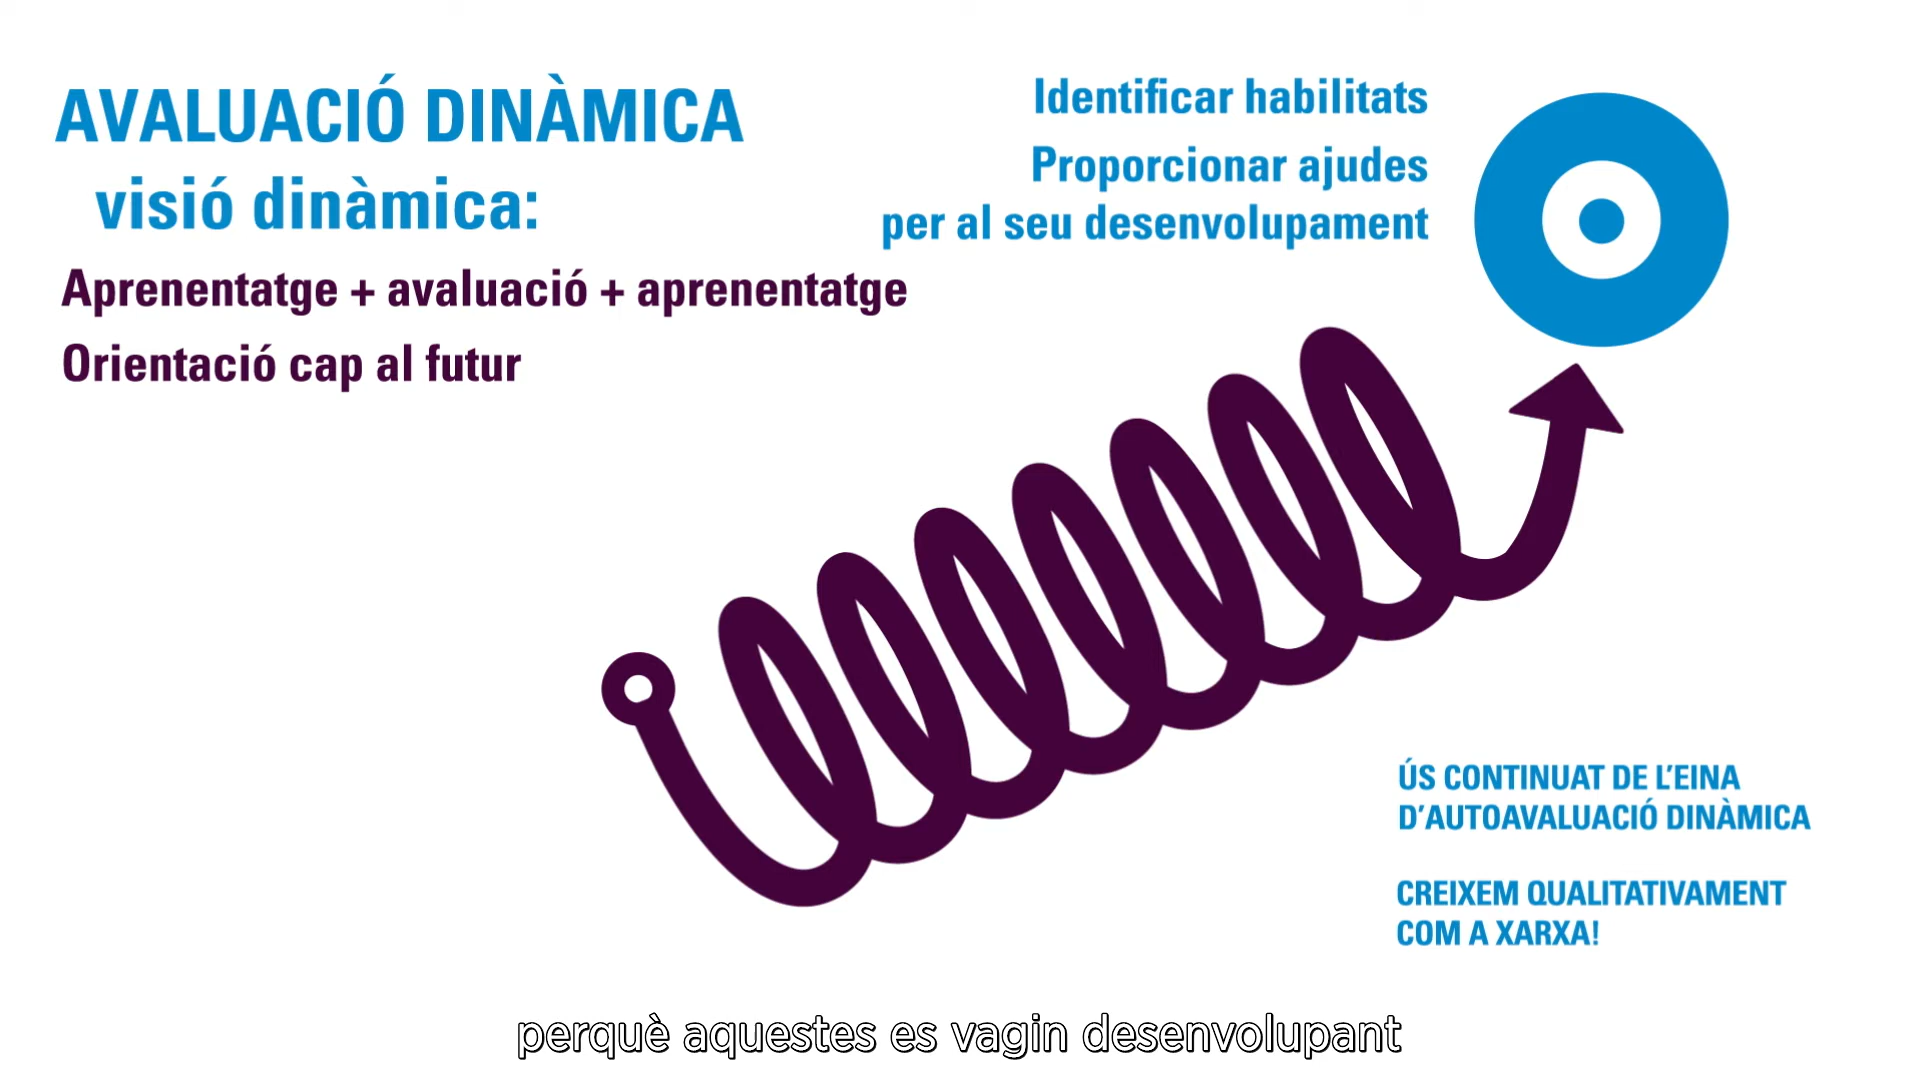 AVALUACIÓ DINÀMICA
visió dinàmica:
Aprenentatge + avaluació + aprenentatge
Orientació cap al futur
Identificar habilitats
Proporcionar ajudes
per al seu desenvolupament
ÚS CONTINUAT DE L’EINA
D’AUTOAVALUACIÓ DINÀMICA
CREIXEM QUALITATIVAMENT
COM A XARXA!
perquè aquestes es vagin desenvolupant